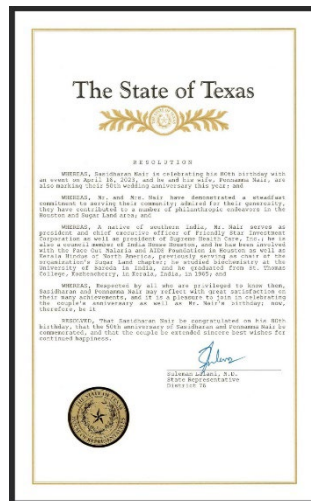 The State of Texas
RESOLUTION
WHEREAS, Sasidharan Nair is celebrating his 80th birthday with
an event on April 16, 2023, and he and his wife, Ponnamma Nair, are
also marking their 50th wedding anniversary this year; and
WHEREAS, Mr. and Mrs. Nair have demonstrated a steadfast
commitment to serving their community; admired for their generosity,
they have contributed to a number of philanthropic endeavors in the
Houston and Sugar Land area; and
WHEREAS, A native of southern India, Mr. Nair serves as
president and chief executive officer of Friendly Star Investment
Corporation as well as president of Supreme Health Care, Inc.; he is
also a council member of India House Houston, and he has been involved
with the Face Out Malaria and AIDS Foundation in Houston as well as
Kerala Hindus of North America, previously serving as chair of the
organization's Sugar Land chapter; he studied biochemistry at the
University of Baroda in India, and he graduated from St. Thomas
College, Kozhencherry, in Kerala, India, in 1965; and
WHEREAS, Respected by all who are privileged to know them,
Sasidharan and Ponnamma Nair may reflect with great satisfaction on
their many achievements, and it is a pleasure to join in celebrating
the couple's anniversary as well as Mr. Nair's birthday; now,
therefore, be it
RESOLVED, That Sasidharan Nair be congratulated on his 80th
birthday, that the 50th anniversary of Sasidharan and Ponnamma Nair be
commemorated, and that the couple be extended sincere best wishes for
continued happiness.
Suleman Lalani, M.D.
State Representative
District 76